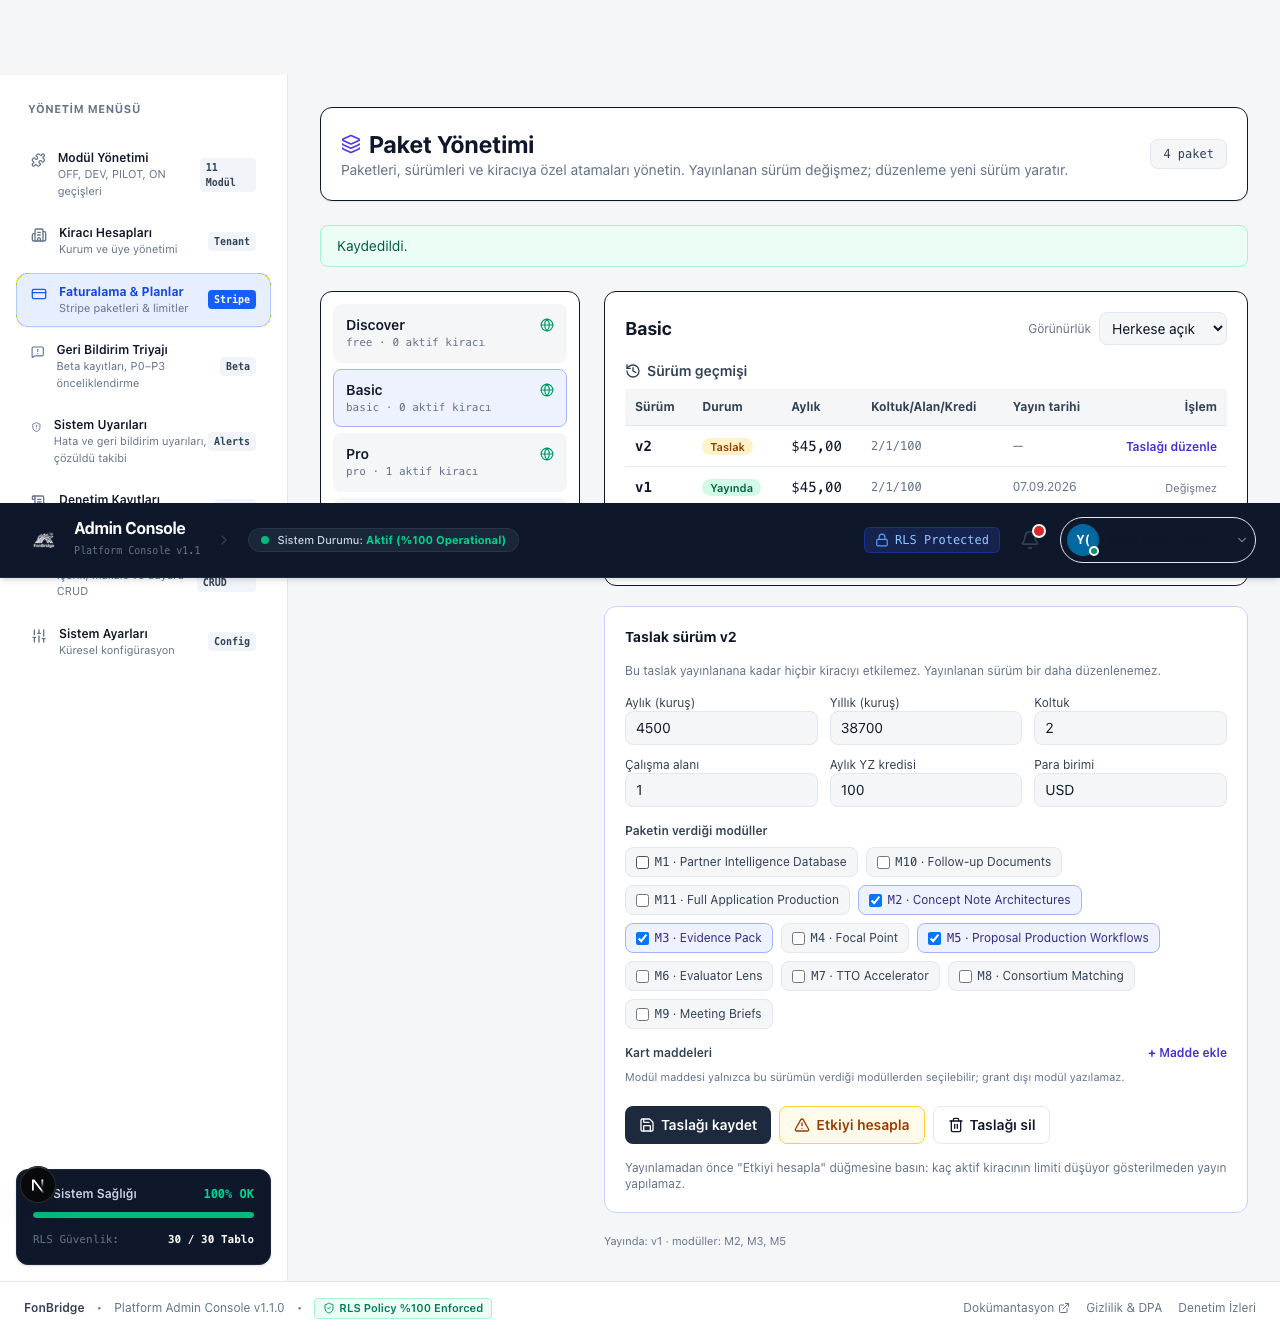 YÖNETİM MENÜSÜ
Modül Yönetimi
OFF, DEV, PILOT, ON
geçişleri
11
Modül
Kiracı Hesapları
Kurum ve üye yönetimi
Tenant
Faturalama & Planlar
Stripe paketleri & limitler
Stripe
Geri Bildirim Triyajı
Beta kayıtları, P0–P3
önceliklendirme
Beta
Sistem Uyarıları
Hata ve geri bildirim uyarıları,
çözüldü takibi
Alerts
Denetim Kayıtları
Paket Yönetimi
Paketleri, sürümleri ve kiracıya özel atamaları yönetin. Yayınlanan sürüm değişmez; düzenleme yeni sürüm yaratır.
4 paket
Kaydedildi.
Discover
free · 0 aktif kiracı
Basic
basic · 0 aktif kiracı
Pro
pro · 1 aktif kiracı
Basic
Görünürlük
Herkese açık
Sürüm geçmişi
Sürüm Durum Aylık Koltuk/Alan/Kredi Yayın tarihi İşlem
v2 Taslak $45,00 2/1/100 — Taslağı düzenle
v1 Yayında $45,00 2/1/100 07.09.2026 Değişmez
FonBridge
Admin Console
Platform Console v1.1
Sistem Durumu: Aktif (%100 Operational)
RLS Protected
Y(
CRUD
CRUD
Sistem Ayarları
Küresel konfigürasyon
Config
Taslak sürüm v2
Bu taslak yayınlanana kadar hiçbir kiracıyı etkilemez. Yayınlanan sürüm bir daha düzenlenemez.
Aylık (kuruş) Yıllık (kuruş) Koltuk
4500 38700 2
Çalışma alanı Aylık YZ kredisi Para birimi
1 100 USD
Paketin verdiği modüller
M1 · Partner Intelligence Database M10 · Follow-up Documents
M11 · Full Application Production M2 · Concept Note Architectures
M3 · Evidence Pack M4 · Focal Point M5 · Proposal Production Workflows
M6 · Evaluator Lens M7 · TTO Accelerator M8 · Consortium Matching
M9 · Meeting Briefs
Kart maddeleri
+ Madde ekle
Modül maddesi yalnızca bu sürümün verdiği modüllerden seçilebilir; grant dışı modül yazılamaz.
Taslağı kaydet Etkiyi hesapla Taslağı sil
Yayınlamadan önce "Etkiyi hesapla" düğmesine basın: kaç aktif kiracının limiti düşüyor gösterilmeden yayın
yapılamaz.
Yayında: v1 · modüller: M2, M3, M5
N
Sistem Sağlığı 100% OK
RLS Güvenlik: 30 / 30 Tablo
FonBridge • Platform Admin Console v1.1.0 • RLS Policy %100 Enforced
Dokümantasyon Gizlilik & DPA Denetim İzleri